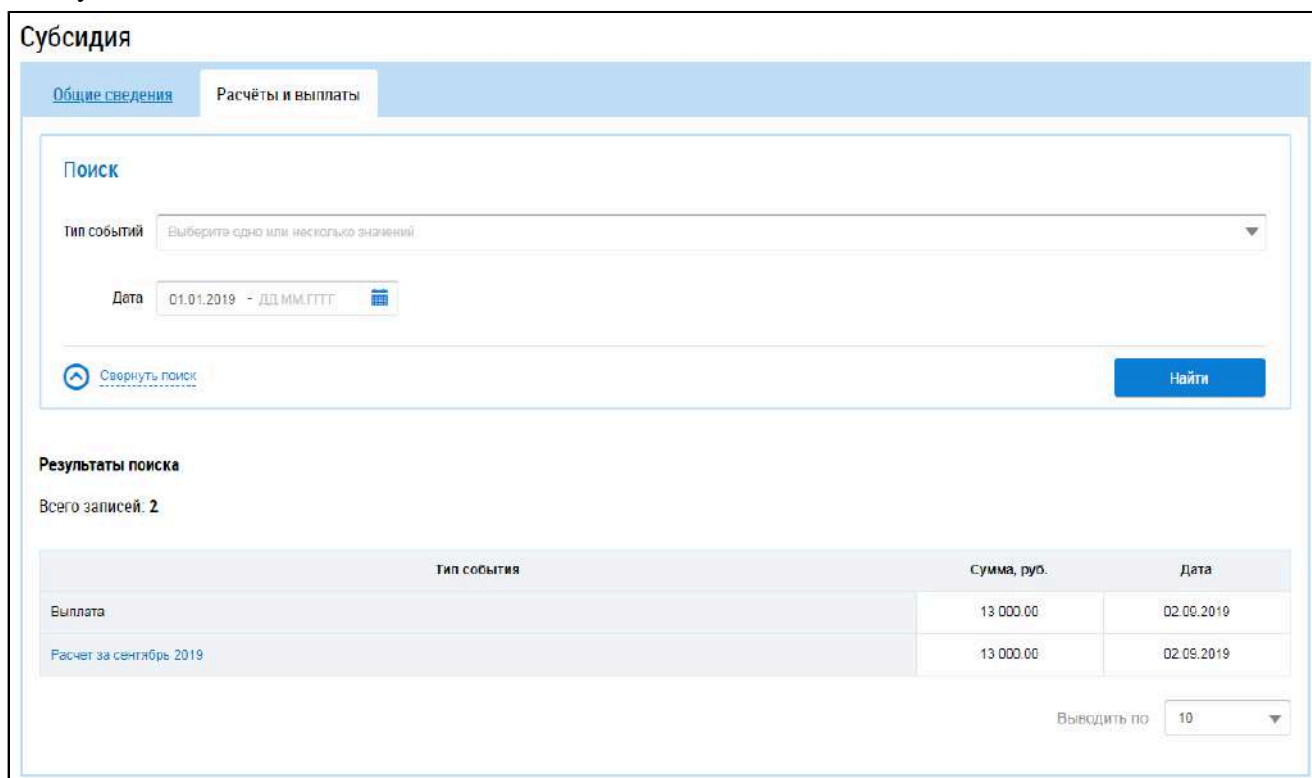 Субсидия
Общие сведения Расчёты и выплаты
Поиск
Тип событий Выберите одно или несколько значений
Дата 01.01.2019 - ДД.ММ.ГГГГ
Свернуть поиск Найти
Результаты поиска
Всего записей: 2
Тип события Сумма, руб. Дата
Выплата 13 000.00 02.09.2019
Расчет за сентябрь 2019 13 000.00 02.09.2019
Выводить по 10